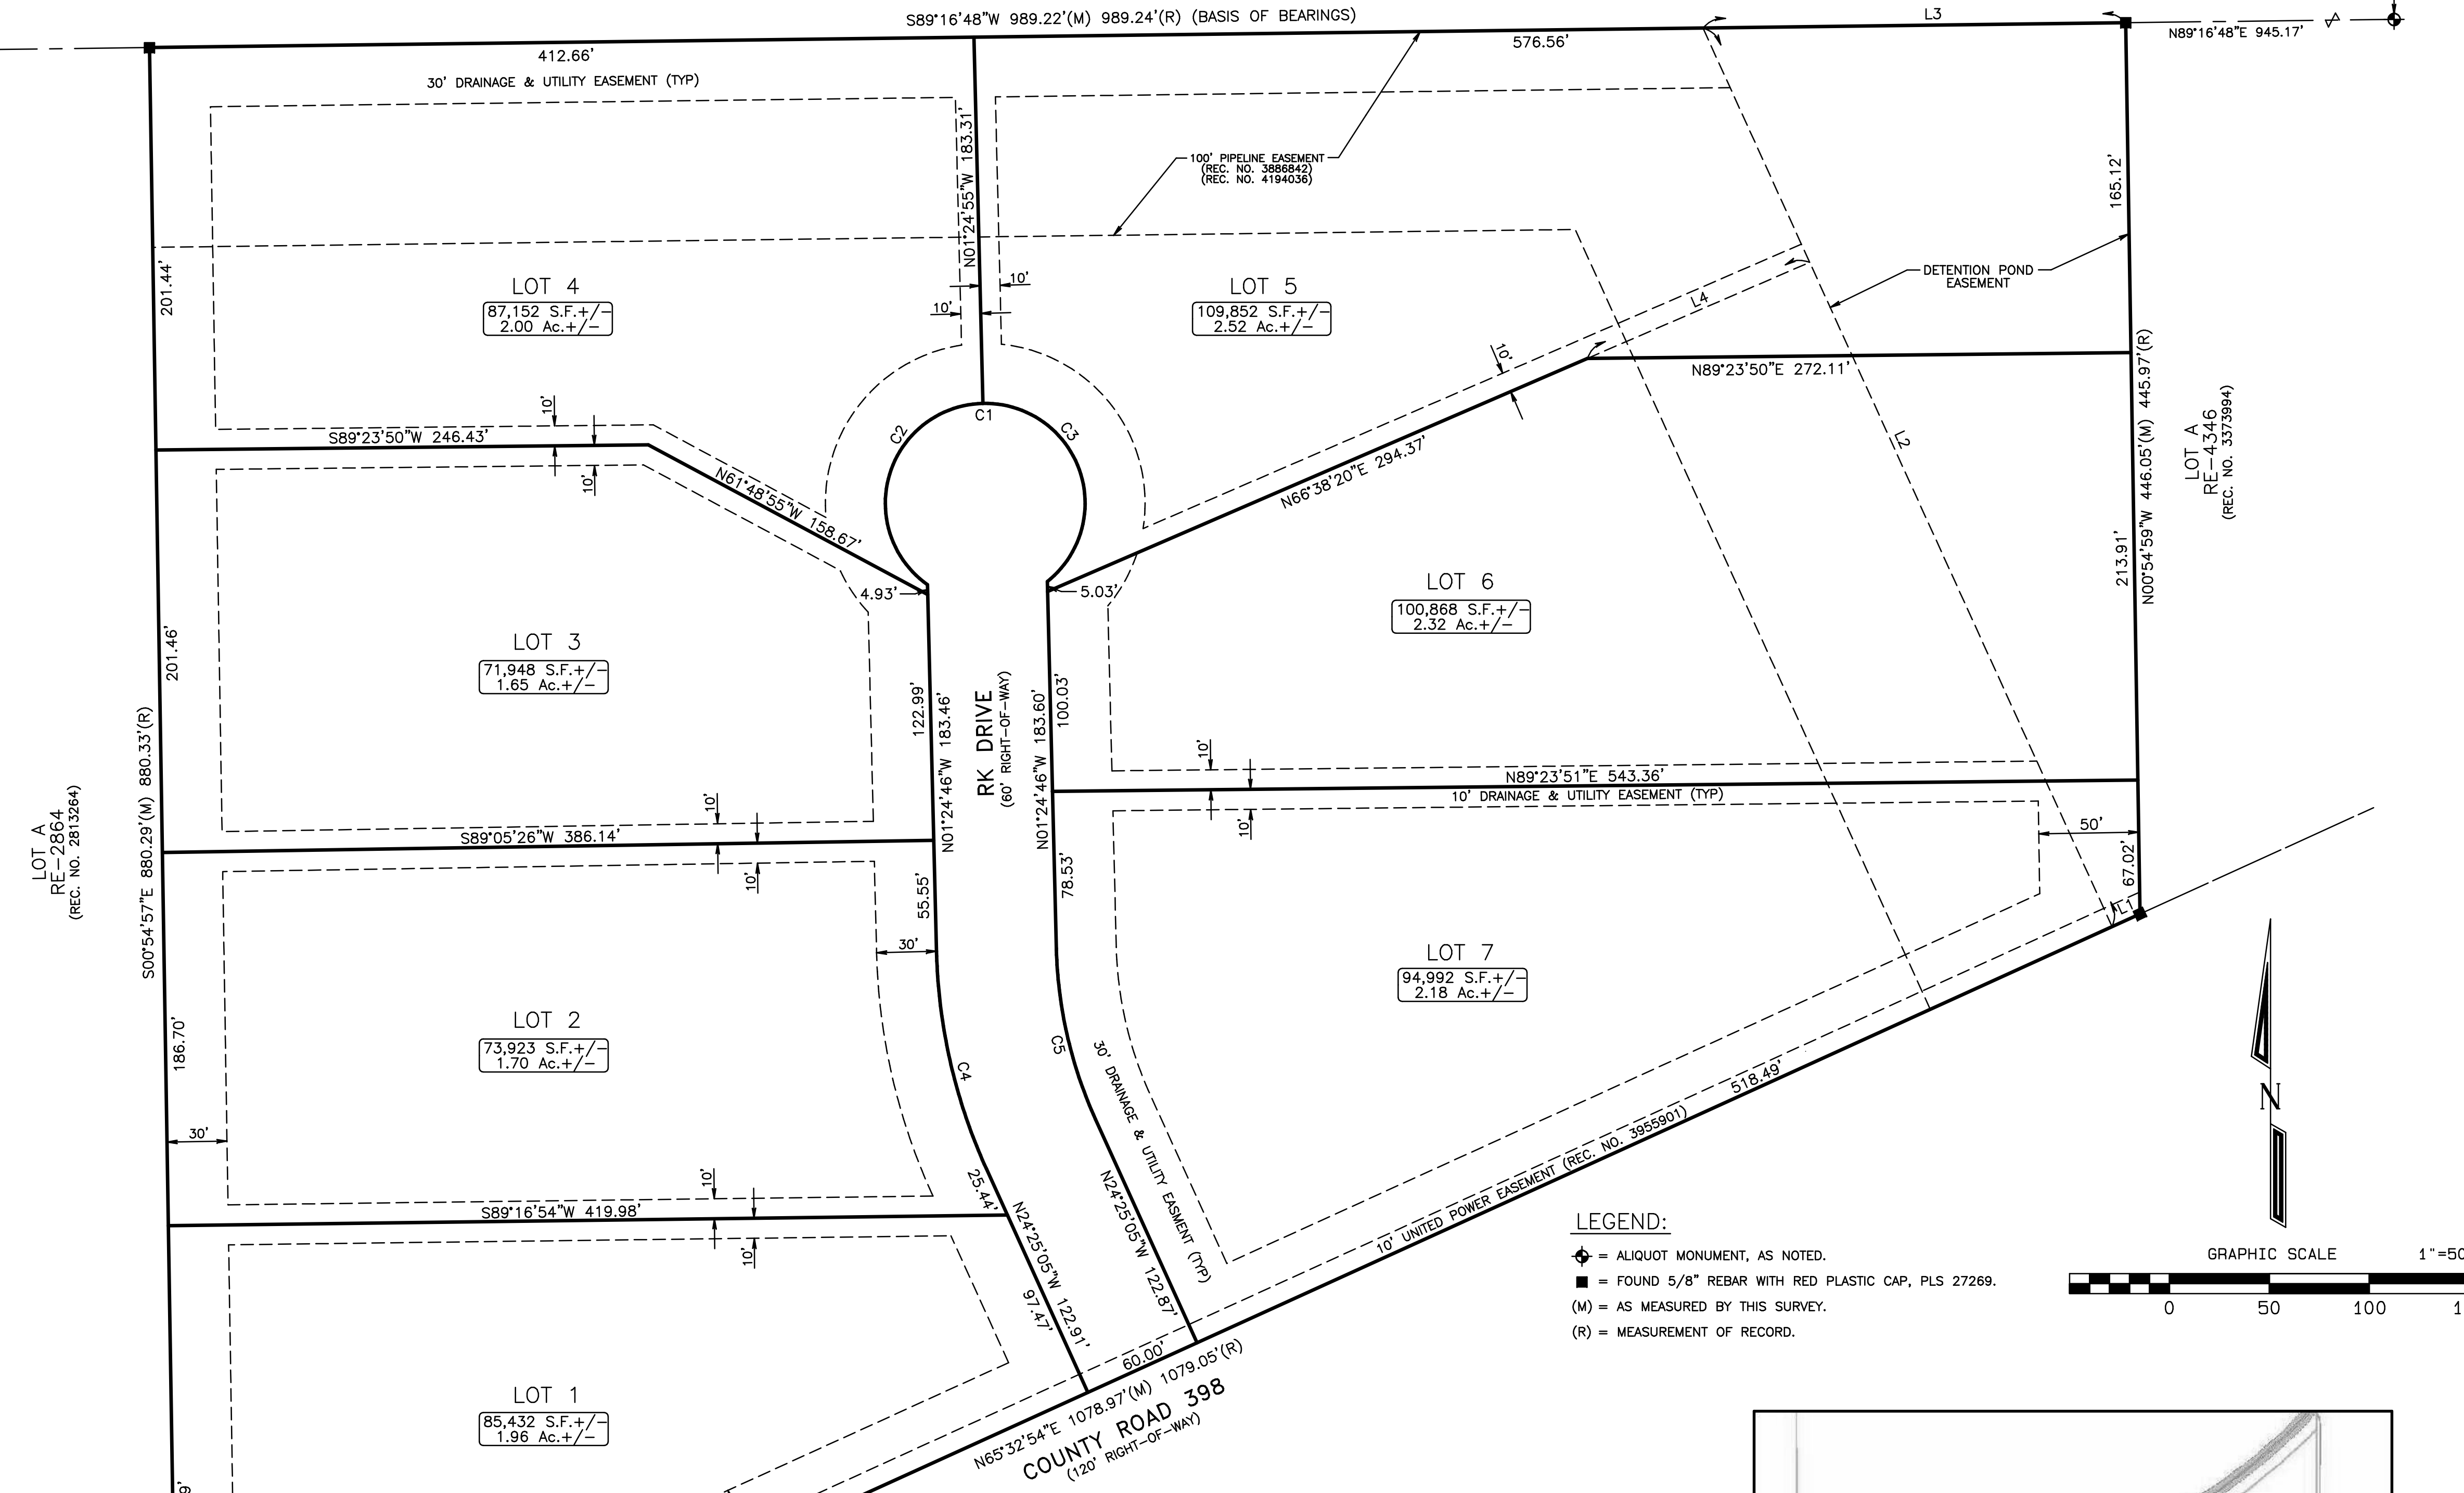 S89°16'48"W 989.22'(M) 989.24'(R) (BASIS OF BEARINGS)
L3
N89°16'48"E 945.17'
412.66'
576.56'
30' DRAINAGE & UTILITY EASEMENT (TYP)
N01°24'55"W 183.31'
100' PIPELINE EASEMENT
(REC. NO. 3886842)
(REC. NO. 4194036)
165.12'
201.44'
LOT 4
87,152 S.F.+/-
2.00 Ac.+/-
10'
10'
LOT 5
109,852 S.F.+/-
2.52 Ac.+/-
L4
DETENTION POND
EASEMENT
10'
N89°23'50"E 272.11'
10'
10'
S89°23'50"W 246.43'
C1
C2
C3
L2
N61°48'55"W 158.67'
N66°38'20"E 294.37'
N00°54'59"W 446.05'(M) 445.97'(R)
LOT A
RE-4346
(REC. NO. 3373994)
213.91'
4.93'
5.03'
LOT 6
100,868 S.F.+/-
2.32 Ac.+/-
201.46'
LOT 3
71,948 S.F.+/-
1.65 Ac.+/-
122.99'
N01°24'46"W 183.46'
RK DRIVE
(60' RIGHT-OF-WAY)
N01°24'46"W 183.60'
100.03'
S00°54'57"E 880.29'(M) 880.33'(R)
LOT A
RE-2864
(REC. NO. 2813264)
10'
N89°23'51"E 543.36'
10' DRAINAGE & UTILITY EASEMENT (TYP)
10'
10'
S89°05'26"W 386.14'
10'
50'
67.02'
L1
55.55'
78.53'
30'
LOT 7
94,992 S.F.+/-
2.18 Ac.+/-
186.70'
LOT 2
73,923 S.F.+/-
1.70 Ac.+/-
C4
C5
30' DRAINAGE & UTILITY EASMENT (TYP)
518.49'
N
30'
10'
25.44'
S89°16'54"W 419.98'
10'
N24°25'05"W 122.91'
97.47'
N24°25'05"W 122.87'
10' UNITED POWER EASEMENT (REC. NO. 3955901)
60.00'
N65°32'54"E 1078.97'(M) 1079.05'(R)
COUNTY ROAD 398
(120' RIGHT-OF-WAY)
LOT 1
85,432 S.F.+/-
1.96 Ac.+/-
9'
LEGEND:
= ALIQUOT MONUMENT, AS NOTED.
= FOUND 5/8" REBAR WITH RED PLASTIC CAP, PLS 27269.
(M) = AS MEASURED BY THIS SURVEY.
(R) = MEASUREMENT OF RECORD.
GRAPHIC SCALE 1"=50
0 50 100 1